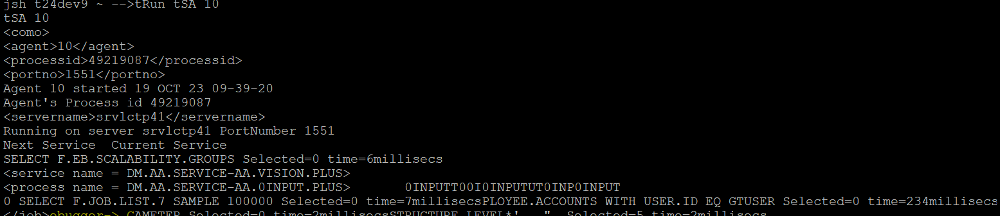 jsh t24dev9 ~ -->tRun tSA 10
tSA 10
<como>
<agent>10</agent>
<processid>49219087</processid>
<portno>1551</portno>
Agent 10 started 19 OCT 23 09-39-20
Agent's Process id 49219087
<servername>srvlctp41</servername>
Running on server srvlctp41 PortNumber 1551
Next Service  Current Service
SELECT F.EB.SCALABILITY.GROUPS Selected=0 time=6millisecs
<service name = DM.AA.SERVICE-AA.VISION.PLUS>
<process name = DM.AA.SERVICE-AA.0INPUT.PLUS>       0INPUTT00I0INPUTUT0INP0INPUT
0 SELECT F.JOB.LIST.7 SAMPLE 100000 Selected=0 time=7millisecsPLOYEE.ACCOUNTS WITH USER.ID EQ GTUSER Selected=0 time=234millisecs
</job>ebugger-> CAMETER Selected=0 time=2millisecsSTRUCTURE.LEVEL*'... " Selected=5 time=2millisecs